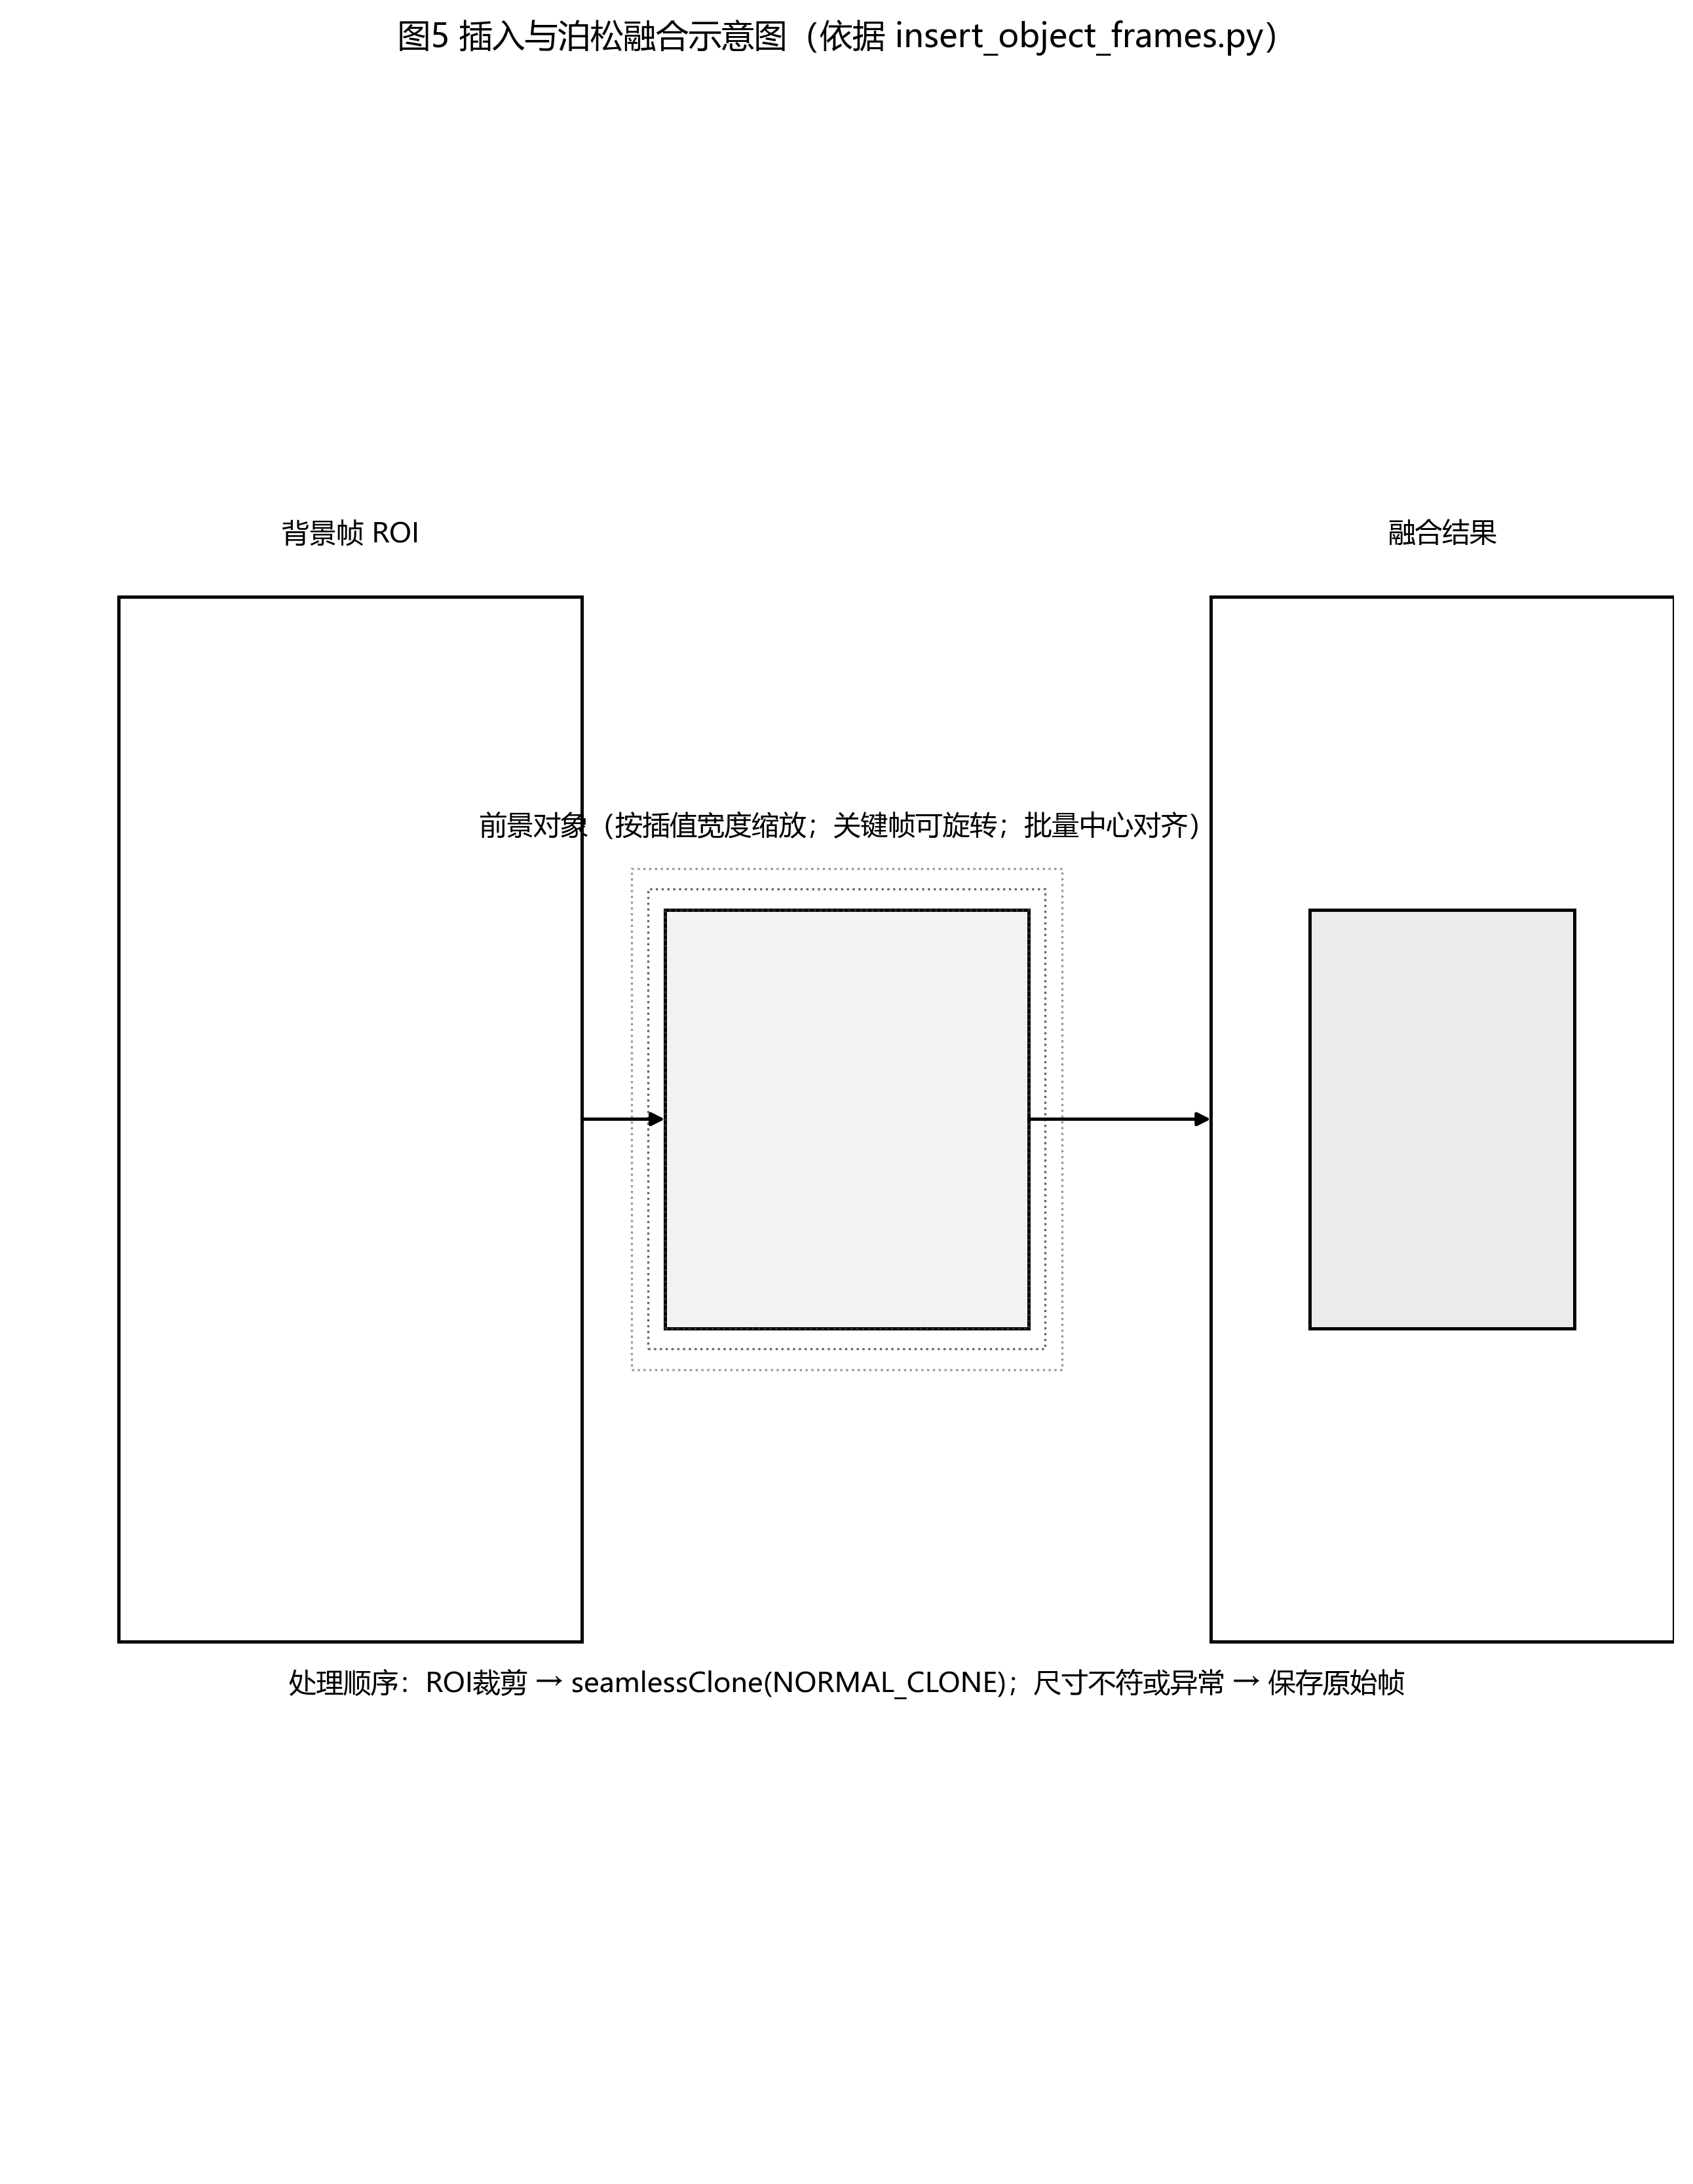 图5 插入与泊松融合示意图（依据 insert_object_frames.py）
背景帧 ROI
融合结果
前景对象（按插值宽度缩放；关键帧可旋转；批量中心对齐）
处理顺序：ROI裁剪 → seamlessClone(NORMAL_CLONE)；尺寸不符或异常 → 保存原始帧